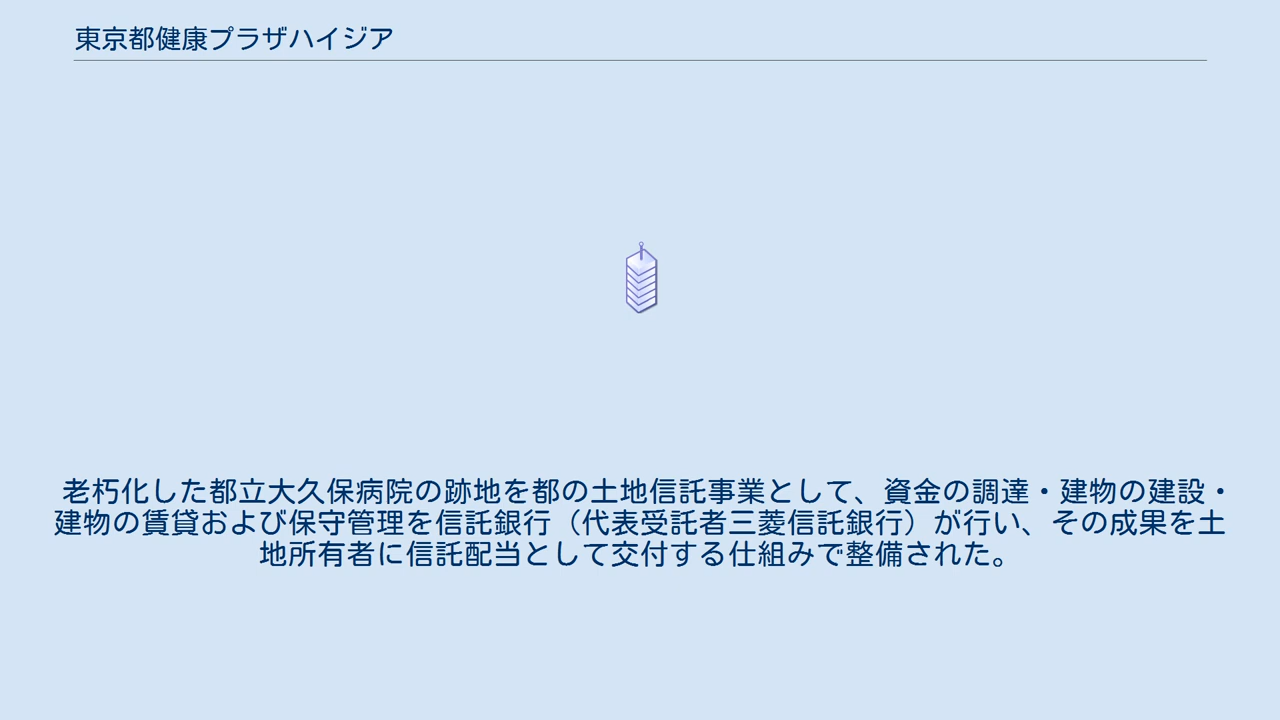 東京都健康プラザハイジア
老朽化した都立大久保病院の跡地を都の土地信託事業として、資金の調達・建物の建設・
建物の賃貸および保守管理を信託銀行（代表受託者三菱信託銀行）が行い、その成果を土
地所有者に信託配当として交付する仕組みで整備された。